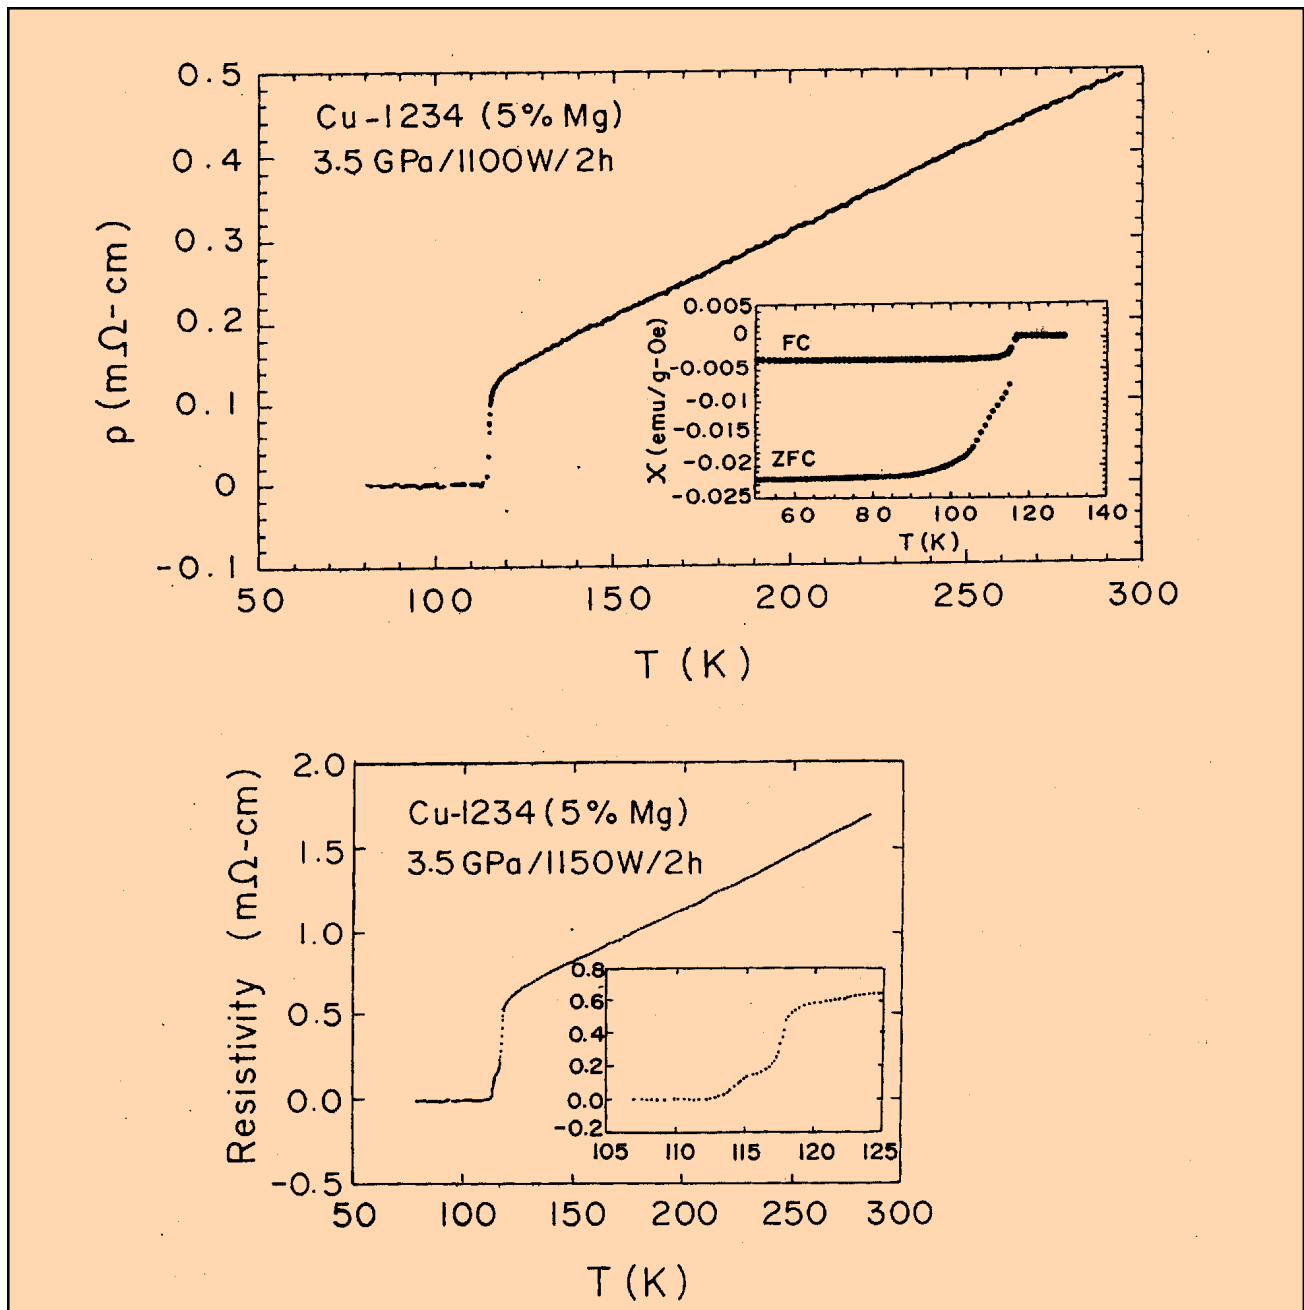 0.5
Cu-1234 (5% Mg)
0.4
3.5 GPa/1100W/2h
ρ (mΩ-cm)
0.3
0.2
0.1
0
-0.1
50 100 150 200 250 300
T (K)
0.005
0
FC
-0.005
-0.01
-0.015
ZFC
-0.02
-0.025
χ (emu/g-Oe)
60 80 100 120 140
T (K)
2.0
Cu-1234 (5% Mg)
1.5
3.5 GPa/1150W/2h
Resistivity (mΩ-cm)
1.0
0.5
0.0
-0.5
0.8
0.6
0.4
0.2
0.0
-0.2
105 110 115 120 125
50 100 150 200 250 300
T (K)